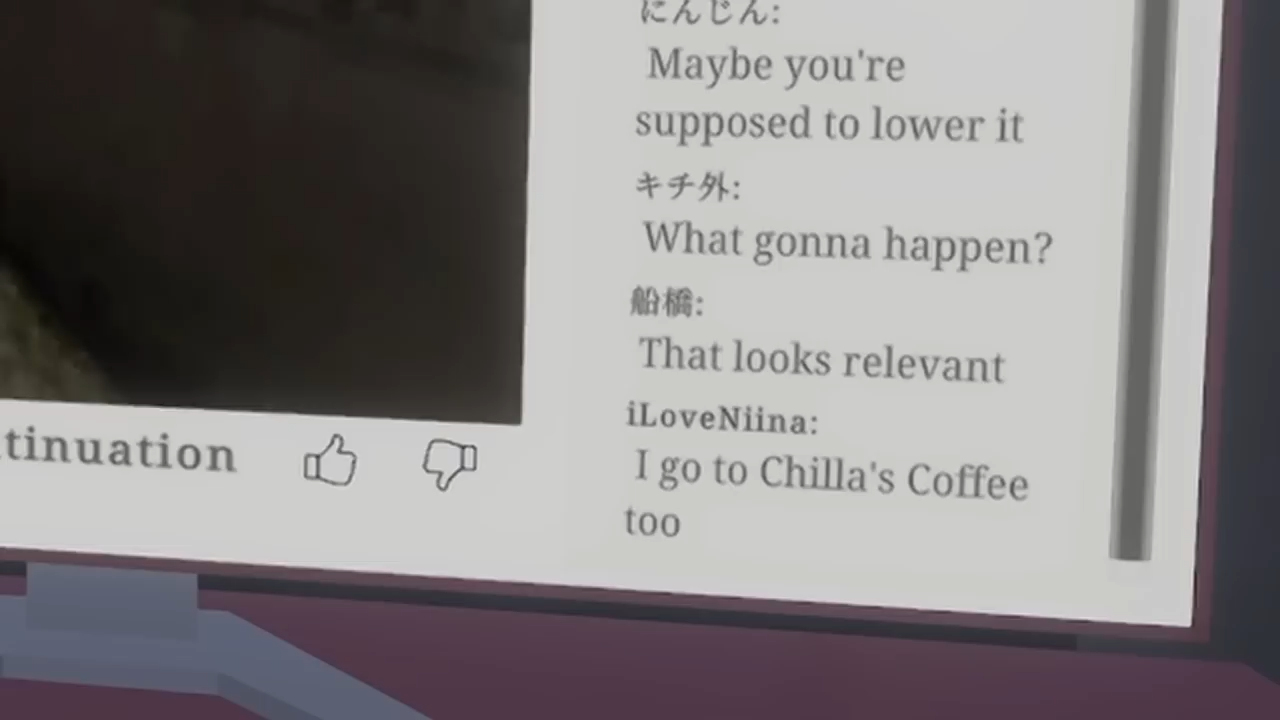 にんじん:
Maybe you're
supposed to lower it
キチ外:
What gonna happen?
船橋:
That looks relevant
iLoveNiina:
I go to Chilla's Coffee
too
tinuation